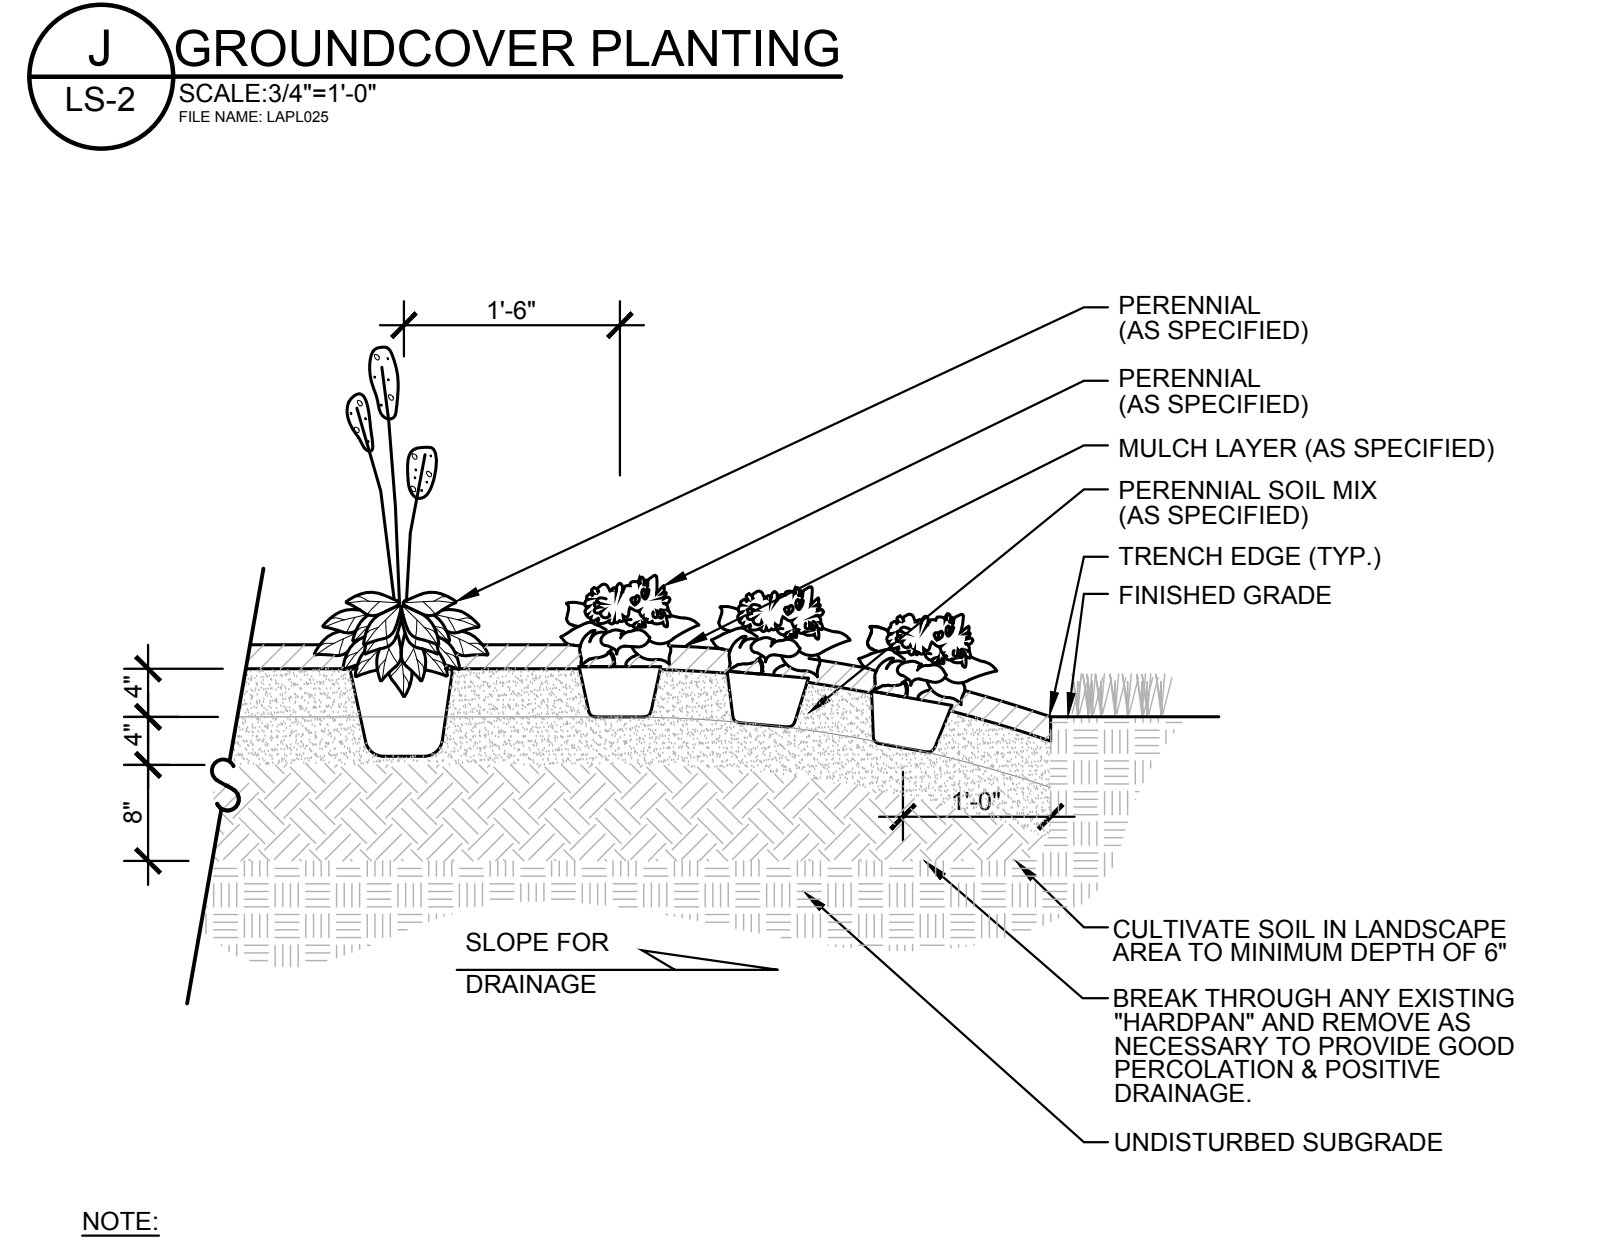 J
LS-2
GROUNDCOVER PLANTING
SCALE:3/4"=1'-0"
FILE NAME: LAPL025
1'-6"
PERENNIAL
(AS SPECIFIED)
PERENNIAL
(AS SPECIFIED)
MULCH LAYER (AS SPECIFIED)
PERENNIAL SOIL MIX
(AS SPECIFIED)
TRENCH EDGE (TYP.)
FINISHED GRADE
4"
4"
8"
1'-0"
SLOPE FOR
DRAINAGE
CULTIVATE SOIL IN LANDSCAPE
AREA TO MINIMUM DEPTH OF 6"
BREAK THROUGH ANY EXISTING
"HARDPAN" AND REMOVE AS
NECESSARY TO PROVIDE GOOD
PERCOLATION & POSITIVE
DRAINAGE.
UNDISTURBED SUBGRADE
NOTE: